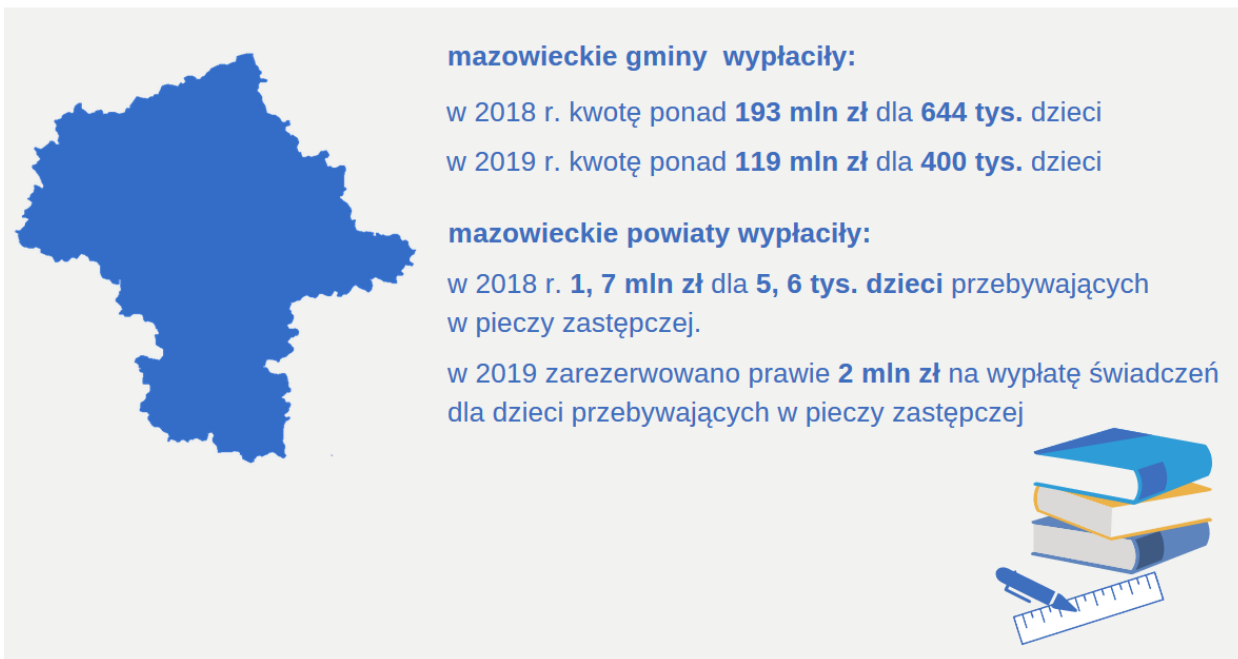 mazowieckie gminy  wypłaciły:
w 2018 r. kwotę ponad 193 mln zł dla 644 tys. dzieci
w 2019 r. kwotę ponad 119 mln zł dla 400 tys. dzieci
mazowieckie powiaty wypłaciły:
w 2018 r. 1, 7 mln zł dla 5, 6 tys. dzieci przebywających
w pieczy zastępczej.
w 2019 zarezerwowano prawie 2 mln zł na wypłatę świadczeń
dla dzieci przebywających w pieczy zastępczej